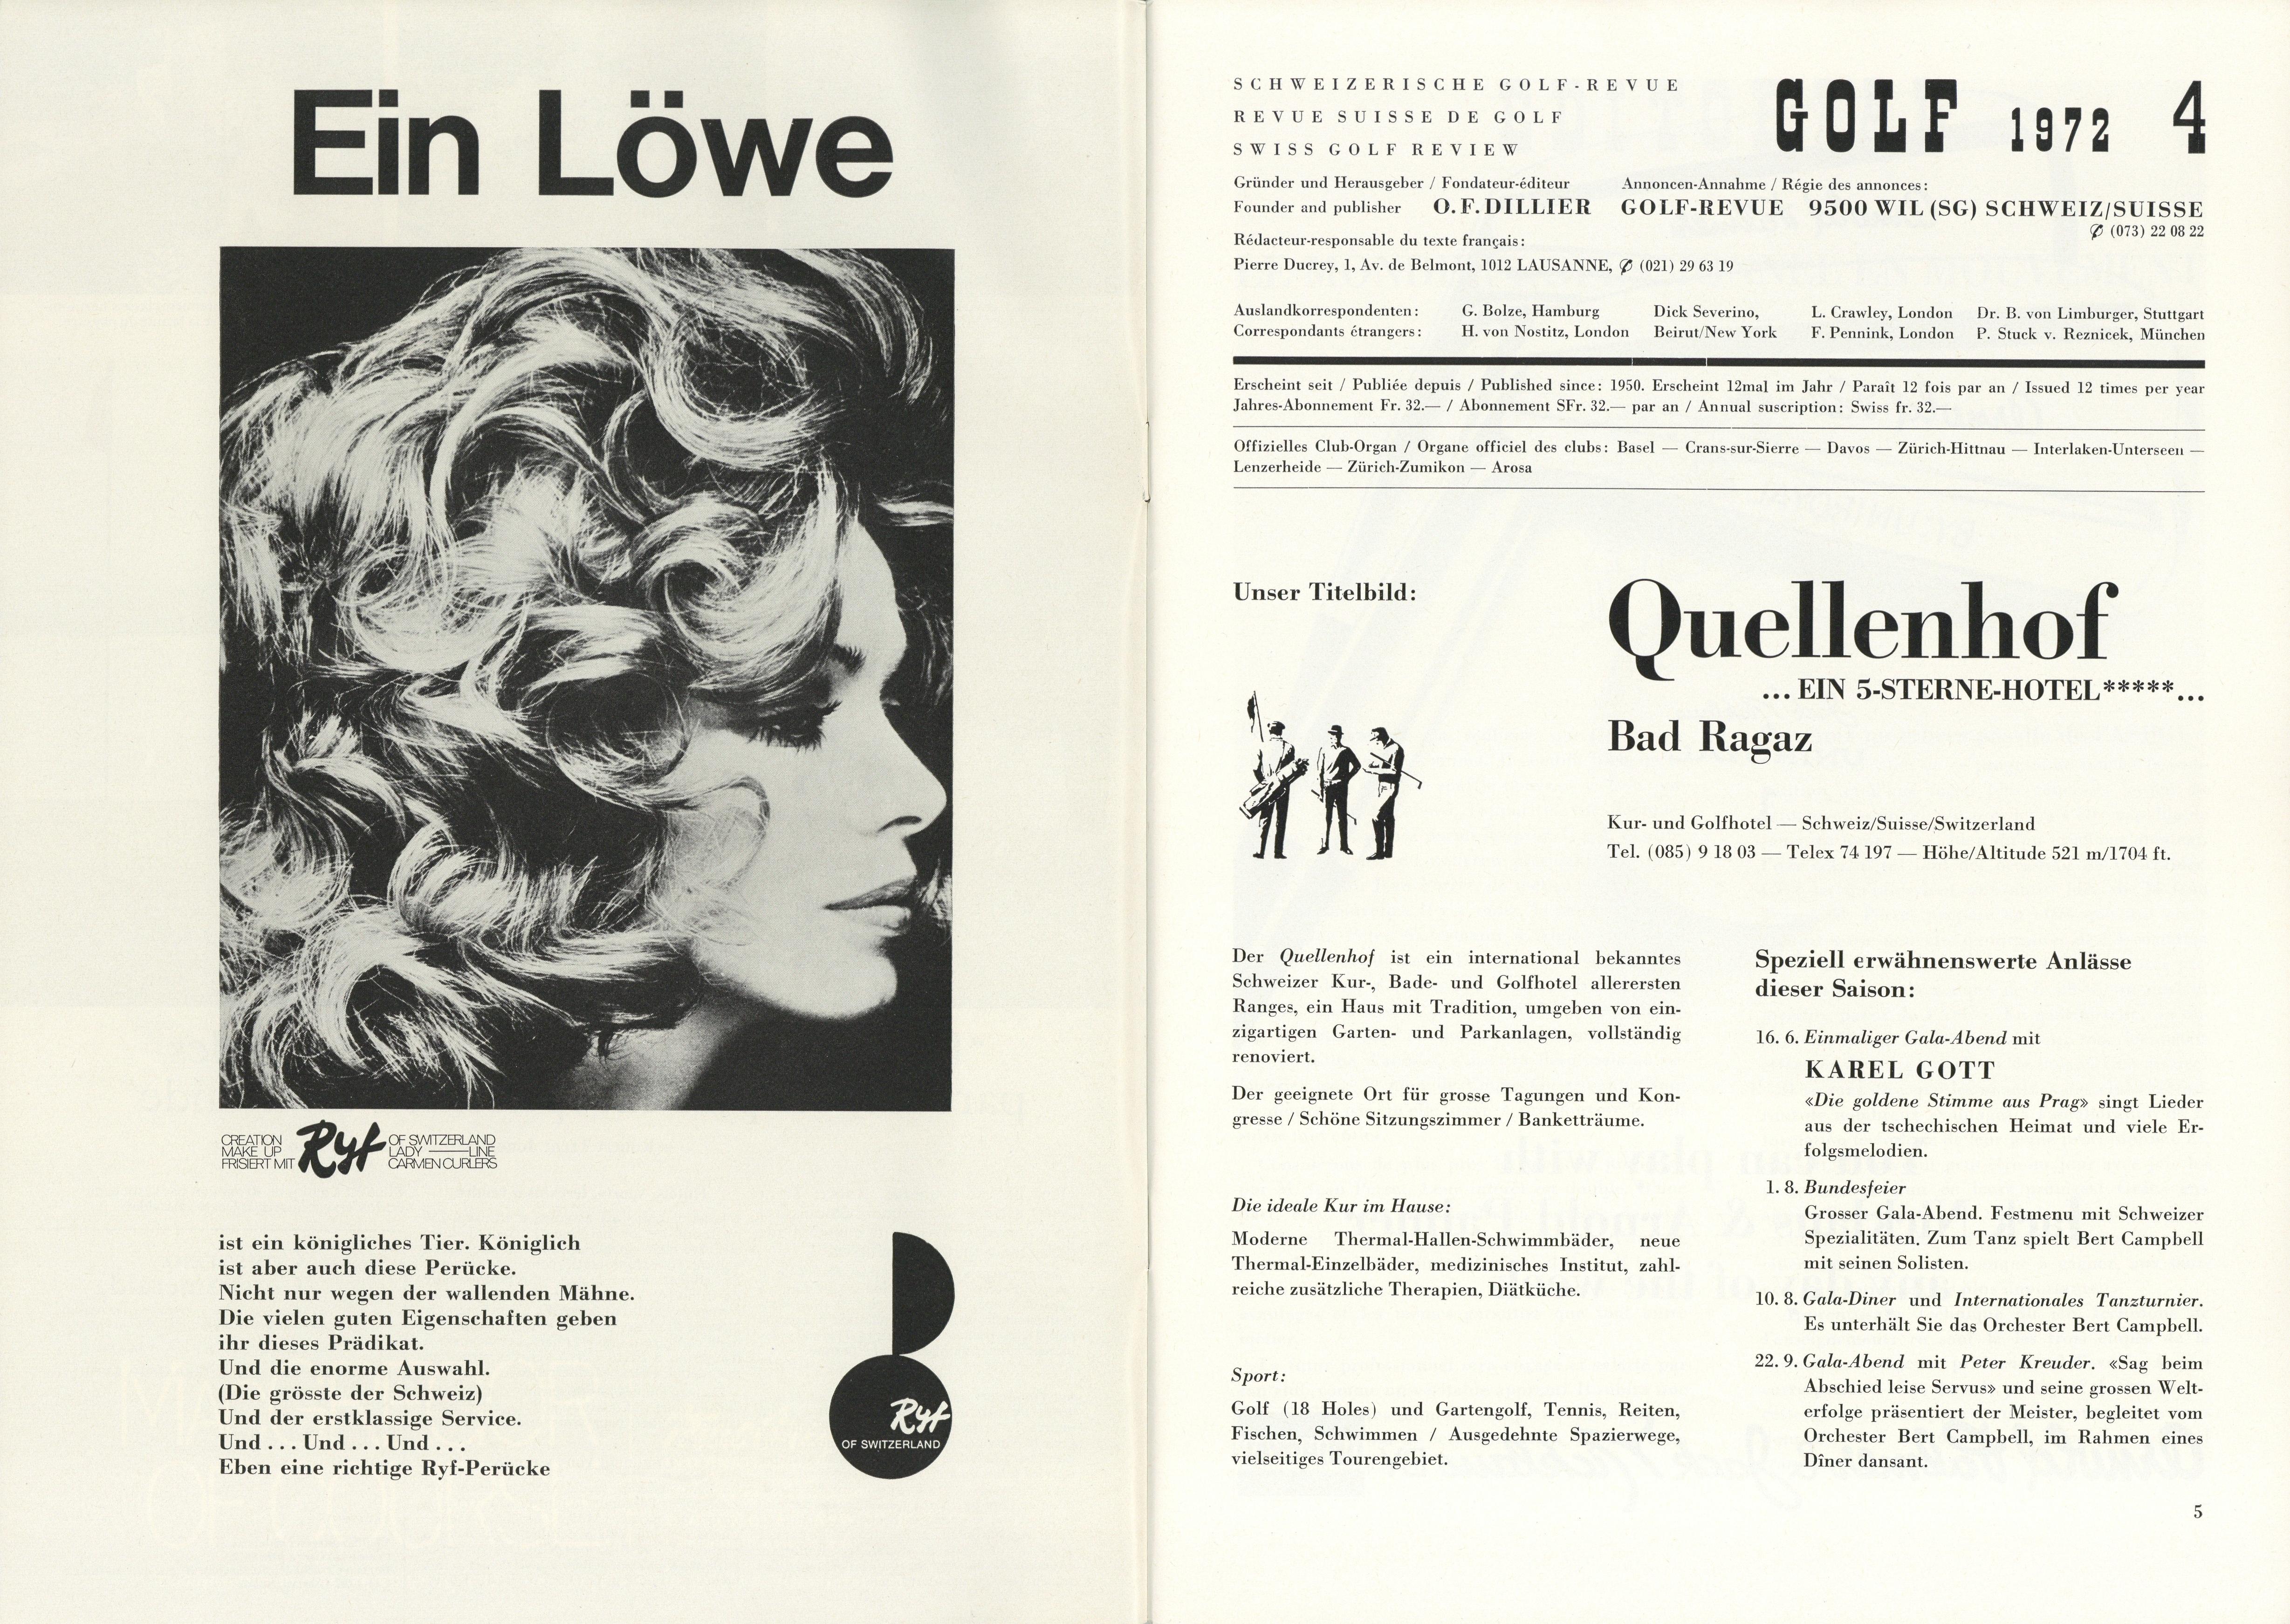 Ein Löwe
CREATION
MAKE UP
FRISIERT MIT
Ryf
OF SWITZERLAND
LADY LINE
CARMEN CURLERS
ist ein königliches Tier. Königlich
ist aber auch diese Perücke.
Nicht nur wegen der wallenden Mähne.
Die vielen guten Eigenschaften geben
ihr dieses Prädikat.
Und die enorme Auswahl.
(Die grösste der Schweiz)
Und der erstklassige Service.
Und . . . Und . . . Und . . .
Eben eine richtige Ryf-Perücke
Ryf
OF SWITZERLAND
SCHWEIZERISCHE GOLF-REVUE
REVUE SUISSE DE GOLF
SWISS GOLF REVIEW
GOLF 1972 4
Gründer und Herausgeber / Fondateur-éditeur
Founder and publisher O. F. DILLIER
Annoncen-Annahme / Régie des annonces:
GOLF-REVUE 9500 WIL (SG) SCHWEIZ/SUISSE
✆ (073) 22 08 22
Rédacteur-responsable du texte français:
Pierre Ducrey, 1, Av. de Belmont, 1012 LAUSANNE, ✆ (021) 29 63 19
Auslandkorrespondenten: G. Bolze, Hamburg Dick Severino, L. Crawley, London Dr. B. von Limburger, Stuttgart
Correspondants étrangers: H. von Nostitz, London Beirut/New York F. Pennink, London P. Stuck v. Reznicek, München
Erscheint seit / Publiée depuis / Published since: 1950. Erscheint 12mal im Jahr / Paraît 12 fois par an / Issued 12 times per year
Jahres-Abonnement Fr. 32.— / Abonnement SFr. 32.— par an / Annual suscription: Swiss fr. 32.—
Offizielles Club-Organ / Organe officiel des clubs: Basel — Crans-sur-Sierre — Davos — Zürich-Hittnau — Interlaken-Unterseen —
Lenzerheide — Zürich-Zumikon — Arosa
Unser Titelbild:
Quellenhof
... EIN 5-STERNE-HOTEL*****...
Bad Ragaz
Kur- und Golfhotel — Schweiz/Suisse/Switzerland
Tel. (085) 9 18 03 — Telex 74 197 — Höhe/Altitude 521 m/1704 ft.
Der Quellenhof ist ein international bekanntes
Schweizer Kur-, Bade- und Golfhotel allerersten
Ranges, ein Haus mit Tradition, umgeben von ein-
zigartigen Garten- und Parkanlagen, vollständig
renoviert.
Der geeignete Ort für grosse Tagungen und Kon-
gresse / Schöne Sitzungszimmer / Banketträume.
Die ideale Kur im Hause:
Moderne Thermal-Hallen-Schwimmbäder, neue
Thermal-Einzelbäder, medizinisches Institut, zahl-
reiche zusätzliche Therapien, Diätküche.
Sport:
Golf (18 Holes) und Gartengolf, Tennis, Reiten,
Fischen, Schwimmen / Ausgedehnte Spazierwege,
vielseitiges Tourengebiet.
Speziell erwähnenswerte Anlässe
dieser Saison:
16. 6. Einmaliger Gala-Abend mit
KAREL GOTT
«Die goldene Stimme aus Prag» singt Lieder
aus der tschechischen Heimat und viele Er-
folgsmelodien.
1. 8. Bundesfeier
Grosser Gala-Abend. Festmenu mit Schweizer
Spezialitäten. Zum Tanz spielt Bert Campbell
mit seinen Solisten.
10. 8. Gala-Diner und Internationales Tanzturnier.
Es unterhält Sie das Orchester Bert Campbell.
22. 9. Gala-Abend mit Peter Kreuder. «Sag beim
Abschied leise Servus» und seine grossen Welt-
erfolge präsentiert der Meister, begleitet vom
Orchester Bert Campbell, im Rahmen eines
Dîner dansant.
5